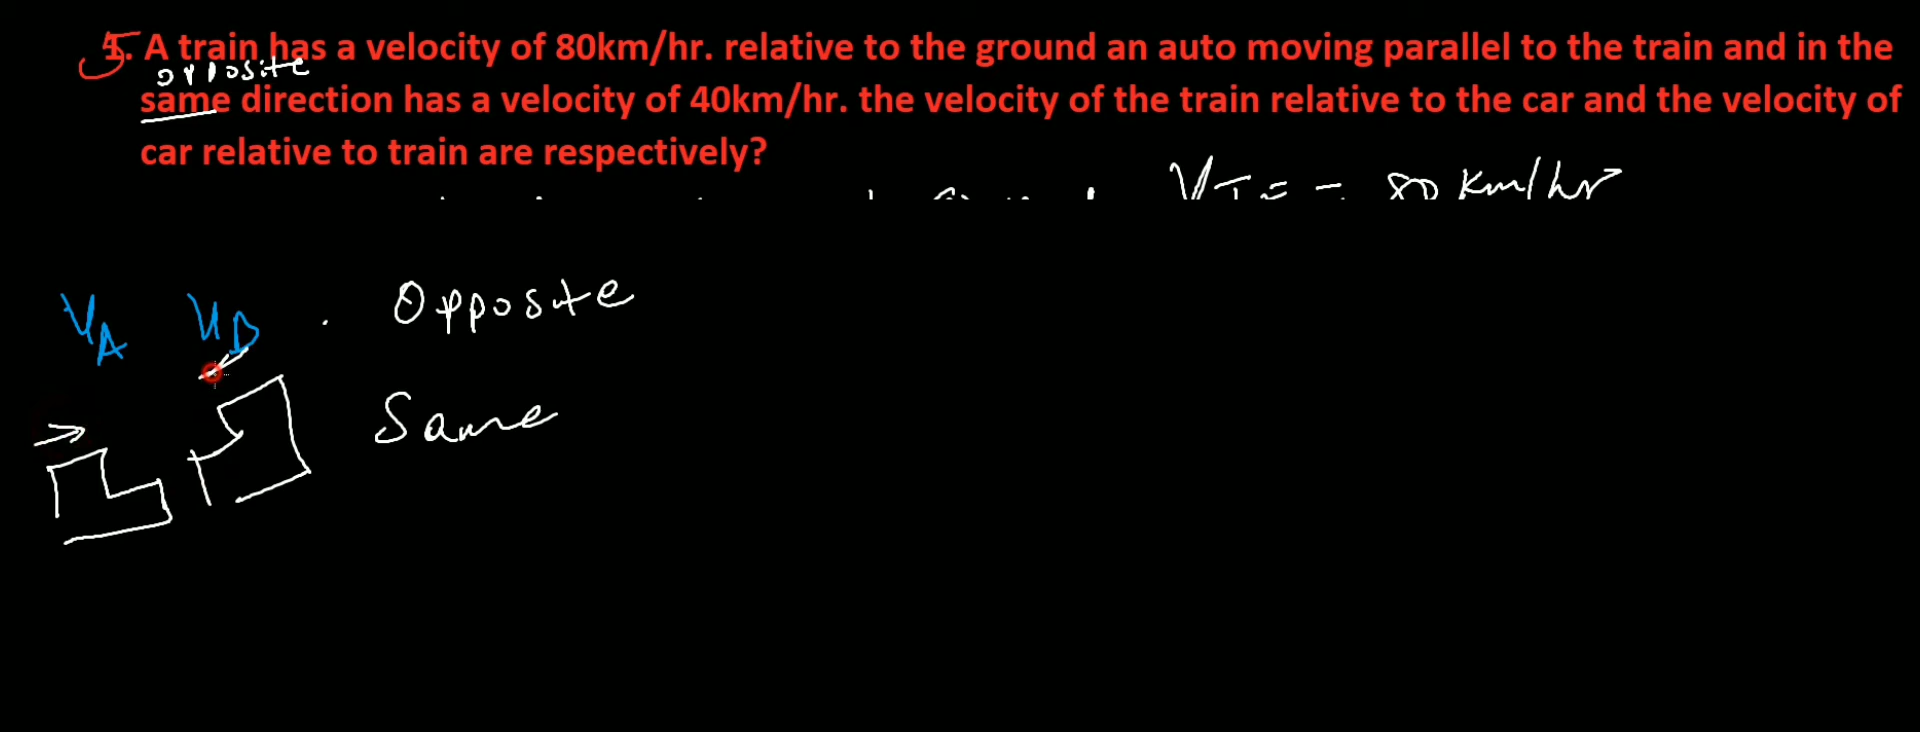 5. A train has a velocity of 80km/hr. relative to the ground an auto moving parallel to the train and in the
opposite
same direction has a velocity of 40km/hr. the velocity of the train relative to the car and the velocity of
car relative to train are respectively?
VT = - 80 km/hr
VA VB . Opposite
Same